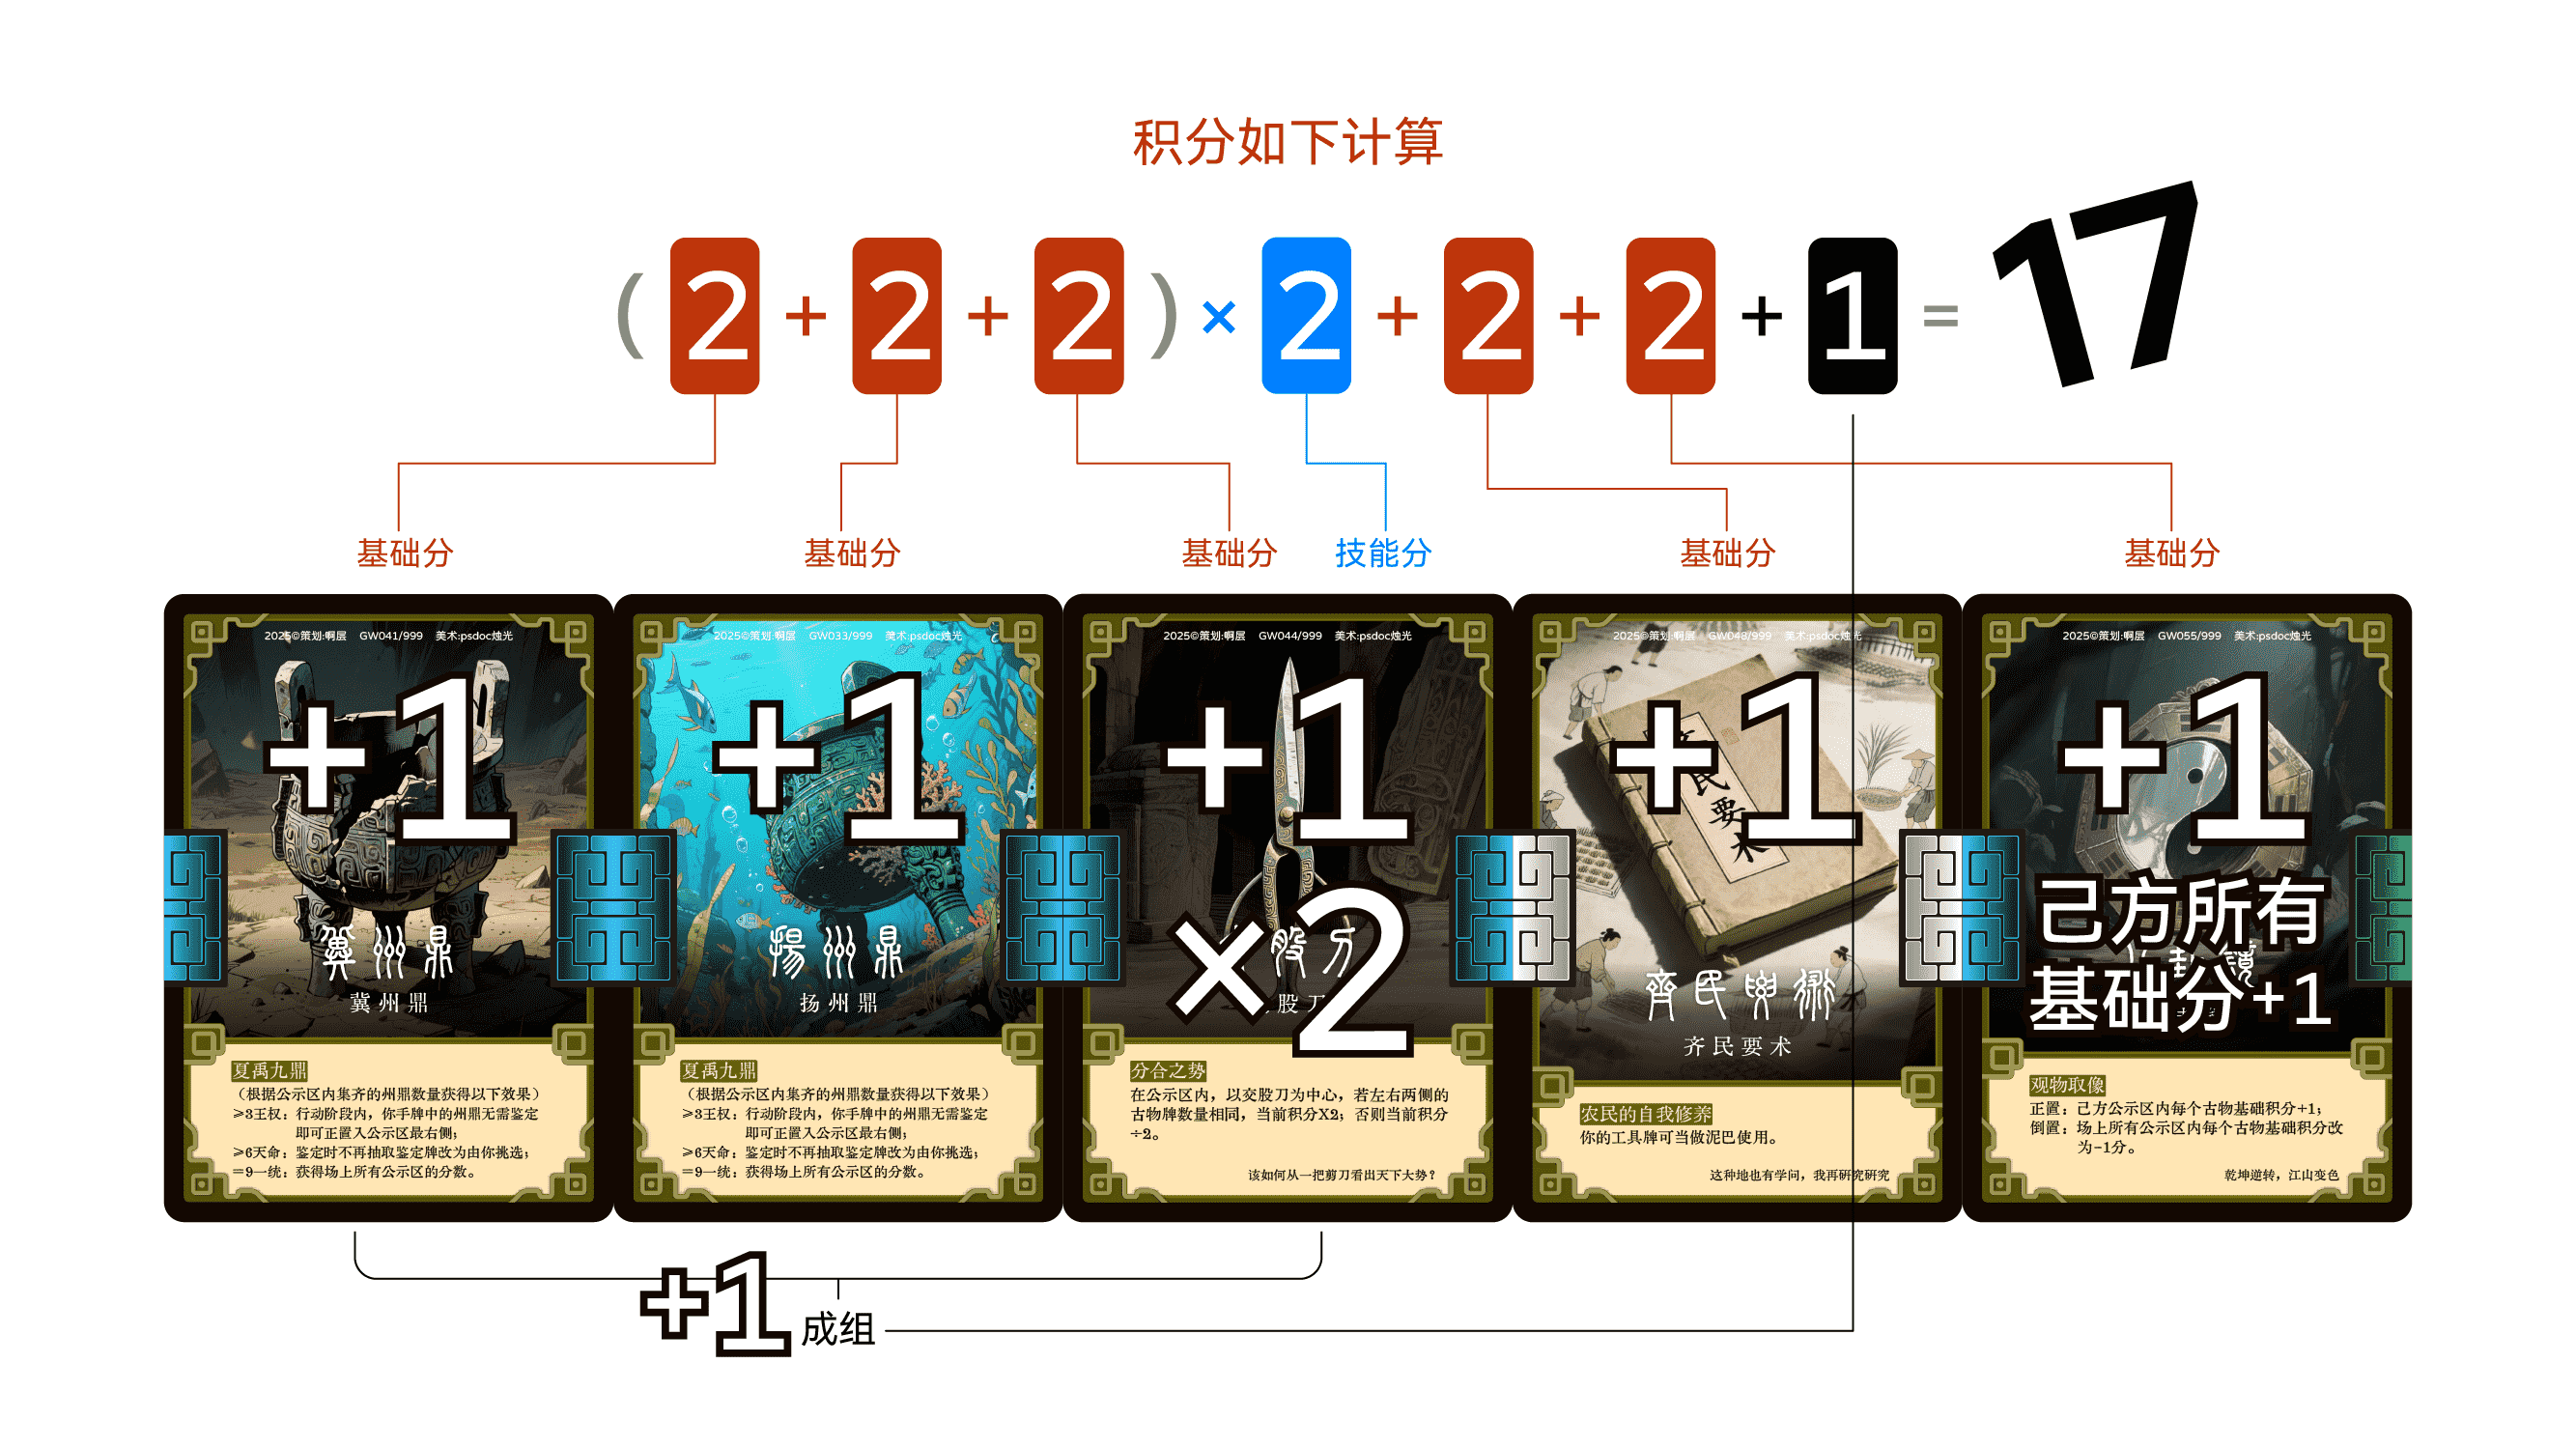 积分如下计算
( 2 + 2 + 2 ) × 2 + 2 + 2 + 1 = 17
基础分 基础分 基础分 技能分 基础分 基础分
2025©策划:啊层 GW041/999 美术:psdoc烛光
+1
冀州鼎
冀州鼎
夏禹九鼎
（根据公示区内集齐的州鼎数量获得以下效果）
≥3王权：行动阶段内，你手牌中的州鼎无需鉴定
即可正置入公示区最右侧；
≥6天命：鉴定时不再抽取鉴定牌改为由你挑选；
=9一统：获得场上所有公示区的分数。
2025©策划:啊层 GW033/999 美术:psdoc烛光
+1
揚州鼎
扬州鼎
夏禹九鼎
（根据公示区内集齐的州鼎数量获得以下效果）
≥3王权：行动阶段内，你手牌中的州鼎无需鉴定
即可正置入公示区最右侧；
≥6天命：鉴定时不再抽取鉴定牌改为由你挑选；
=9一统：获得场上所有公示区的分数。
2025©策划:啊层 GW044/999 美术:psdoc烛光
+1
×2
股刀
股刀
分合之势
在公示区内，以交股刀为中心，若左右两侧的
古物牌数量相同，当前积分X2；否则当前积分
÷2。
该如何从一把剪刀看出天下大势？
2025©策划:啊层 GW048/999 美术:psdoc烛光
+1
民要术
齊民要術
齐民要术
农民的自我修养
你的工具牌可当做泥巴使用。
这种地也有学问，我再研究研究
2025©策划:啊层 GW055/999 美术:psdoc烛光
+1
己方所有
基础分+1
观物取像
正置：己方公示区内每个古物基础积分+1；
倒置：场上所有公示区内每个古物基础积分改
为-1分。
乾坤逆转，江山变色
+1 成组